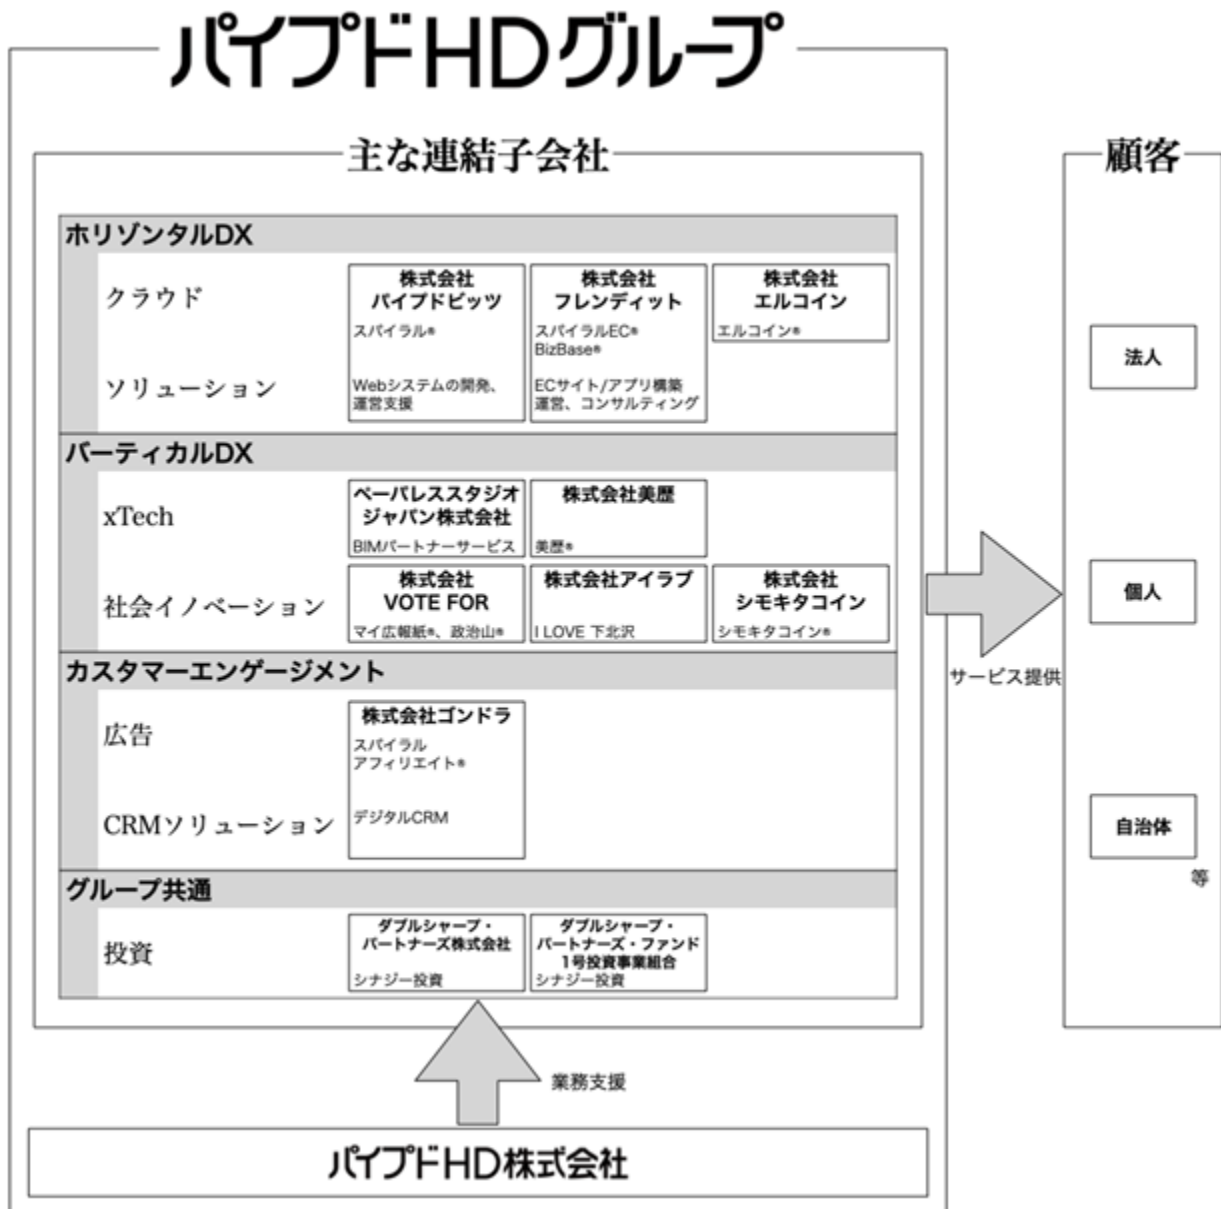 パイプドHDグループ
主な連結子会社
顧客
ホリゾンタルDX
クラウド
株式会社
パイプドビッツ
スパイラル®
株式会社
フレンディット
スパイラルEC®
BizBase®
株式会社
エルコイン
エルコイン®
ソリューション
Webシステムの開発、
運営支援
ECサイト/アプリ構築
運営、コンサルティング
バーティカルDX
xTech
ペーパレススタジオ
ジャパン株式会社
BIMパートナーサービス
株式会社美歴
美歴®
社会イノベーション
株式会社
VOTE FOR
マイ広報紙®、政治山®
株式会社アイラブ
I LOVE 下北沢
株式会社
シモキタコイン
シモキタコイン®
カスタマーエンゲージメント
広告
株式会社ゴンドラ
スパイラル
アフィリエイト®
CRMソリューション
デジタルCRM
グループ共通
投資
ダブルシャープ・
パートナーズ株式会社
シナジー投資
ダブルシャープ・
パートナーズ・ファンド
1号投資事業組合
シナジー投資
サービス提供
法人
個人
自治体
等
業務支援
パイプドHD株式会社